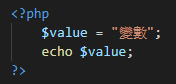 <?php
    $value = "變數";
    echo $value;
?>